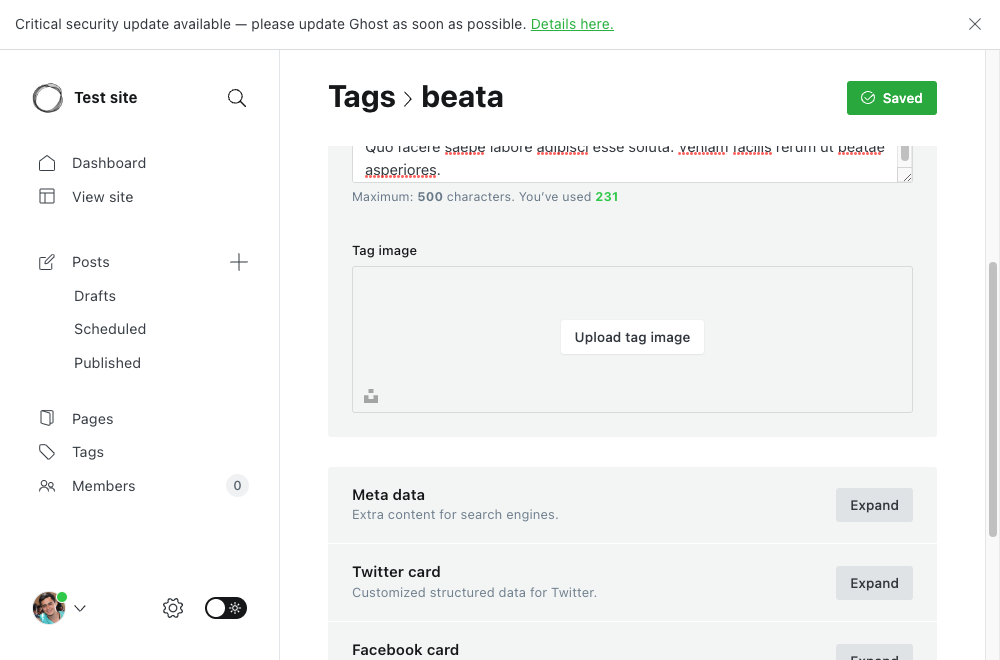 Critical security update available — please update Ghost as soon as possible. Details here.
Test site
Dashboard
View site
Posts
Drafts
Scheduled
Published
Pages
Tags
Members
0
Tags
beata
Saved
Quo facere saepe labore adipisci esse soluta. Veniam facilis rerum ut beatae
asperiores.
Maximum: 500 characters. You’ve used 231
Tag image
Upload tag image
Meta data
Extra content for search engines.
Expand
Twitter card
Customized structured data for Twitter.
Expand
Facebook card
Expand